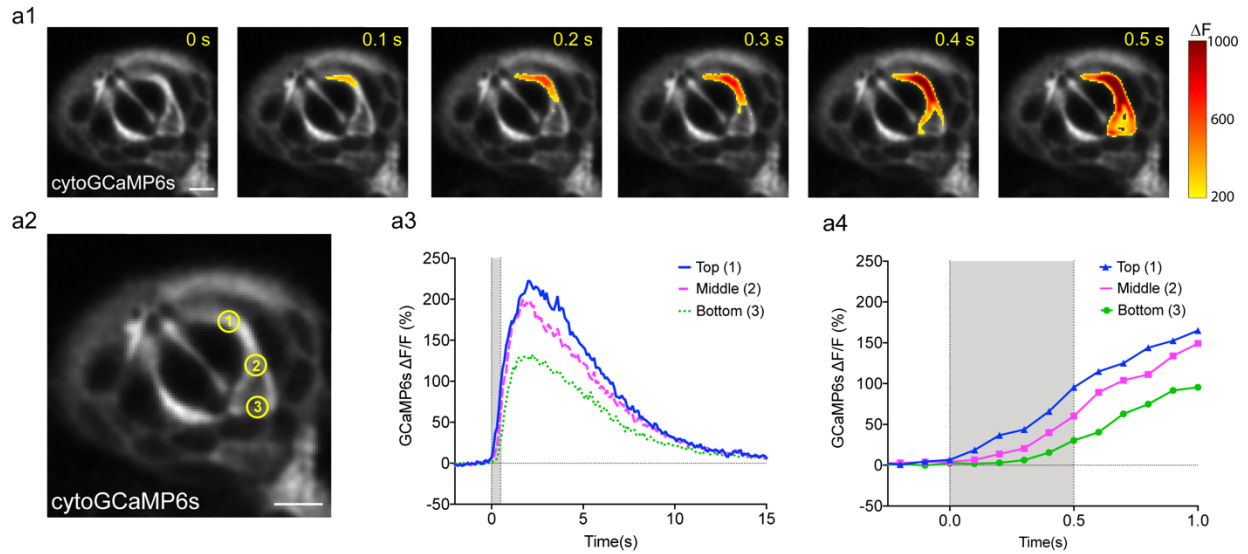 a1
0 s
0.1 s
0.2 s
0.3 s
0.4 s
0.5 s
ΔF
1000
600
200
cytoGCaMP6s
a2
1
2
3
cytoGCaMP6s
a3
GCaMP6s ΔF/F (%)
250
200
150
100
50
0
-50
Top (1)
Middle (2)
Bottom (3)
0
5
10
15
Time(s)
a4
GCaMP6s ΔF/F (%)
250
200
150
100
50
0
-50
Top (1)
Middle (2)
Bottom (3)
0.0
0.5
1.0
Time(s)